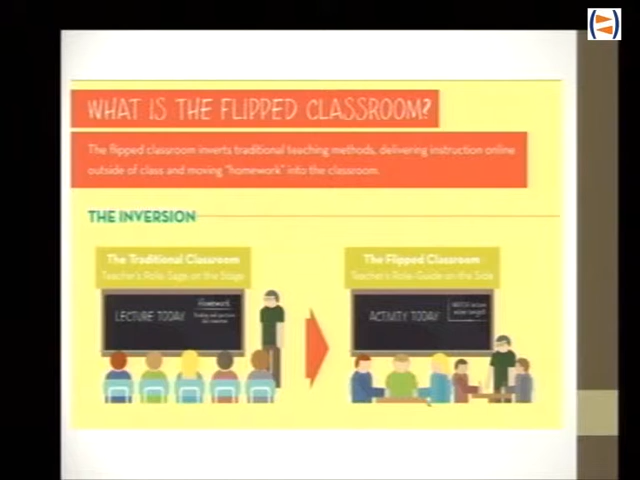 WHAT IS THE FLIPPED CLASSROOM?
The flipped classroom inverts traditional teaching methods, delivering instruction online
outside of class and moving "homework" into the classroom.
THE INVERSION
The Traditional Classroom
Teacher's Role: Sage on the Stage
The Flipped Classroom
Teacher's Role: Guide on the Side
LECTURE TODAY
Homework
ACTIVITY TODAY